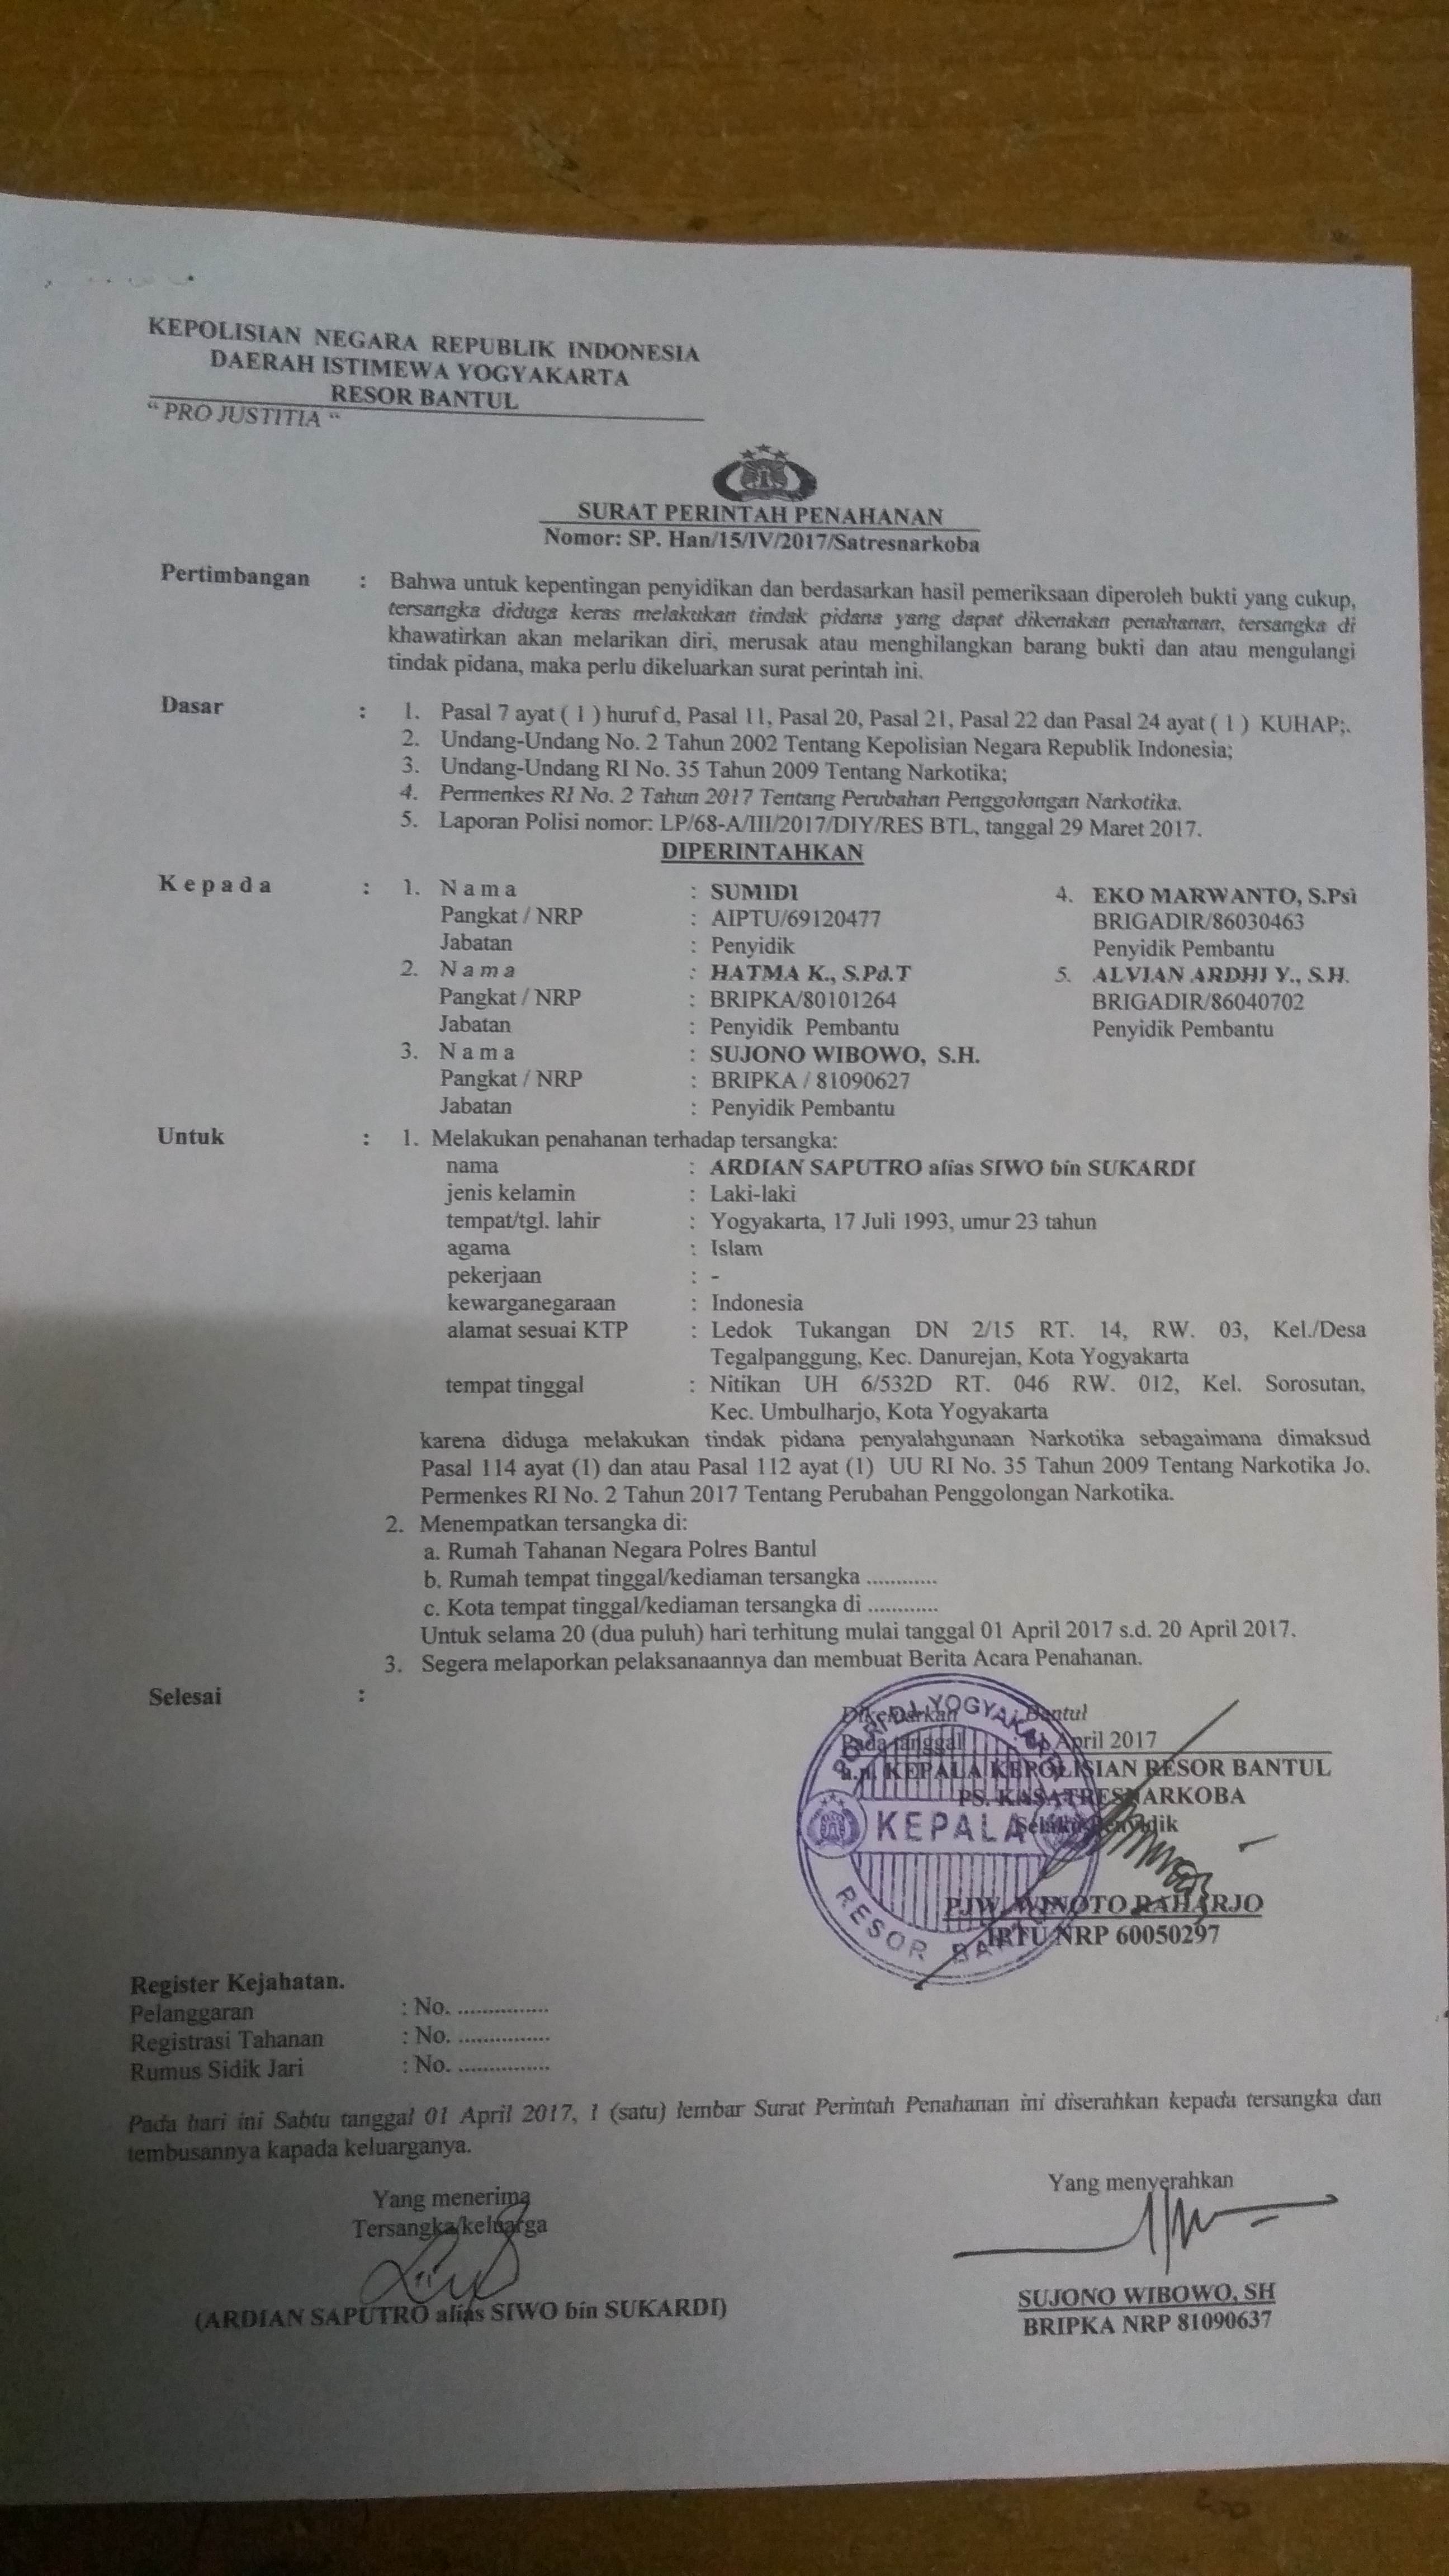 KEPOLISIAN NEGARA REPUBLIK INDONESIA
DAERAH ISTIMEWA YOGYAKARTA
RESOR BANTUL
“ PRO JUSTITIA “
SURAT PERINTAH PENAHANAN
Nomor: SP. Han/15/IV/2017/Satresnarkoba
Pertimbangan : Bahwa untuk kepentingan penyidikan dan berdasarkan hasil pemeriksaan diperoleh bukti yang cukup,
tersangka diduga keras melakukan tindak pidana yang dapat dikenakan penahanan, tersangka di
khawatirkan akan melarikan diri, merusak atau menghilangkan barang bukti dan atau mengulangi
tindak pidana, maka perlu dikeluarkan surat perintah ini.
Dasar : 1. Pasal 7 ayat ( 1 ) huruf d, Pasal 11, Pasal 20, Pasal 21, Pasal 22 dan Pasal 24 ayat ( 1 ) KUHAP;.
2. Undang-Undang No. 2 Tahun 2002 Tentang Kepolisian Negara Republik Indonesia;
3. Undang-Undang RI No. 35 Tahun 2009 Tentang Narkotika;
4. Permenkes RI No. 2 Tahun 2017 Tentang Perubahan Penggolongan Narkotika.
5. Laporan Polisi nomor: LP/68-A/III/2017/DIY/RES BTL, tanggal 29 Maret 2017.
DIPERINTAHKAN
K e p a d a : 1. N a m a : SUMIDI 4. EKO MARWANTO, S.Psi
Pangkat / NRP : AIPTU/69120477 BRIGADIR/86030463
Jabatan : Penyidik Penyidik Pembantu
2. N a m a : HATMA K., S.Pd.T 5. ALVIAN ARDHI Y., S.H.
Pangkat / NRP : BRIPKA/80101264 BRIGADIR/86040702
Jabatan : Penyidik Pembantu Penyidik Pembantu
3. N a m a : SUJONO WIBOWO, S.H.
Pangkat / NRP : BRIPKA / 81090627
Jabatan : Penyidik Pembantu
Untuk : 1. Melakukan penahanan terhadap tersangka:
nama : ARDIAN SAPUTRO alias SIWO bin SUKARDI
jenis kelamin : Laki-laki
tempat/tgl. lahir : Yogyakarta, 17 Juli 1993, umur 23 tahun
agama : Islam
pekerjaan : -
kewarganegaraan : Indonesia
alamat sesuai KTP : Ledok Tukangan DN 2/15 RT. 14, RW. 03, Kel./Desa
Tegalpanggung, Kec. Danurejan, Kota Yogyakarta
tempat tinggal : Nitikan UH 6/532D RT. 046 RW. 012, Kel. Sorosutan,
Kec. Umbulharjo, Kota Yogyakarta
karena diduga melakukan tindak pidana penyalahgunaan Narkotika sebagaimana dimaksud
Pasal 114 ayat (1) dan atau Pasal 112 ayat (1) UU RI No. 35 Tahun 2009 Tentang Narkotika Jo.
Permenkes RI No. 2 Tahun 2017 Tentang Perubahan Penggolongan Narkotika.
2. Menempatkan tersangka di:
a. Rumah Tahanan Negara Polres Bantul
b. Rumah tempat tinggal/kediaman tersangka ............
c. Kota tempat tinggal/kediaman tersangka di ............
Untuk selama 20 (dua puluh) hari terhitung mulai tanggal 01 April 2017 s.d. 20 April 2017.
3. Segera melaporkan pelaksanaannya dan membuat Berita Acara Penahanan.
Selesai :
Dikeluarkan : Bantul
Pada tanggal : 01 April 2017
a.n. KEPALA KEPOLISIAN RESOR BANTUL
PS. KASATRESNARKOBA
Selaku Penyidik
KEPALA
RESOR BANTUL
PJW. WINOTO RAHARJO
IPTU NRP 60050297
Register Kejahatan.
Pelanggaran : No. ...............
Registrasi Tahanan : No. ...............
Rumus Sidik Jari : No. ...............
Pada hari ini Sabtu tanggal 01 April 2017, 1 (satu) lembar Surat Perintah Penahanan ini diserahkan kepada tersangka dan
tembusannya kapada keluarganya.
Yang menerima
Tersangka/keluarga
(ARDIAN SAPUTRO alias SIWO bin SUKARDI)
Yang menyerahkan
SUJONO WIBOWO, SH
BRIPKA NRP 81090637